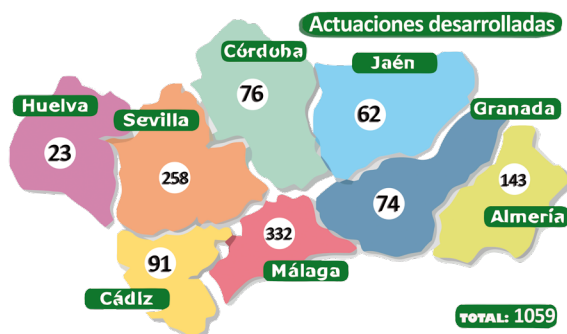 Actuaciones desarrolladas
Córdoba
76
Jaén
62
Huelva
23
Sevilla
258
Granada
74
143
Almería
332
Málaga
91
Cádiz
TOTAL: 1059